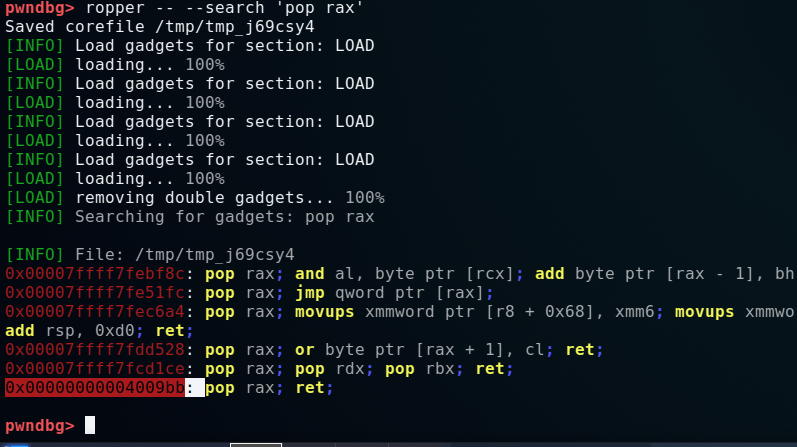 pwndbg> ropper -- --search 'pop rax'
Saved corefile /tmp/tmp_j69csy4
[INFO] Load gadgets for section: LOAD
[LOAD] loading... 100%
[INFO] Load gadgets for section: LOAD
[LOAD] loading... 100%
[INFO] Load gadgets for section: LOAD
[LOAD] loading... 100%
[INFO] Load gadgets for section: LOAD
[LOAD] loading... 100%
[LOAD] removing double gadgets... 100%
[INFO] Searching for gadgets: pop rax

[INFO] File: /tmp/tmp_j69csy4
0x00007ffff7febf8c: pop rax; and al, byte ptr [rcx]; add byte ptr [rax - 1], bh
0x00007ffff7fe51fc: pop rax; jmp qword ptr [rax];
0x00007ffff7fec6a4: pop rax; movups xmmword ptr [r8 + 0x68], xmm6; movups xmmwo
add rsp, 0xd0; ret;
0x00007ffff7fdd528: pop rax; or byte ptr [rax + 1], cl; ret;
0x00007ffff7fcd1ce: pop rax; pop rdx; pop rbx; ret;
0x00000000004009bb: pop rax; ret;

pwndbg>